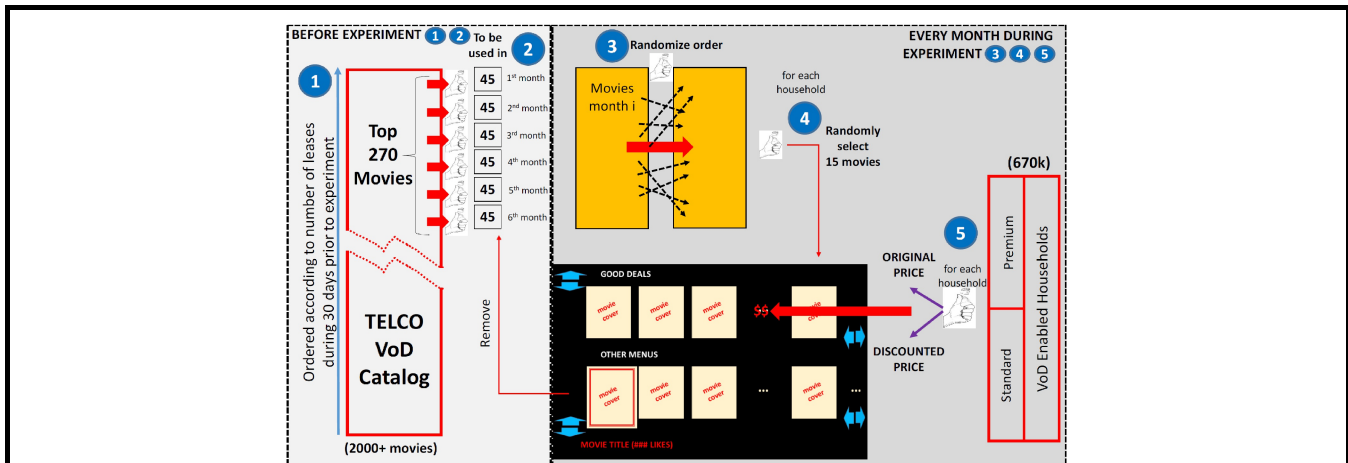 BEFORE EXPERIMENT 1 2
To be
used in 2
1
Ordered according to number of leases
during 30 days prior to experiment
Top
270
Movies
45 1st month
45 2nd month
45 3rd month
45 4th month
45 5th month
45 6th month
TELCO
VoD
Catalog
(2000+ movies)
Remove
EVERY MONTH DURING
EXPERIMENT 3 4 5
3 Randomize order
Movies
month i
for each
household
4
Randomly
select
15 movies
GOOD DEALS
movie
cover
movie
cover
movie
cover
...
$$
movie
cover
OTHER MENUS
movie
cover
movie
cover
movie
cover
...
movie
cover
...
MOVIE TITLE (### LIKES)
5
for each
household
ORIGINAL
PRICE
DISCOUNTED
PRICE
(670k)
Premium
Standard
VoD Enabled Households